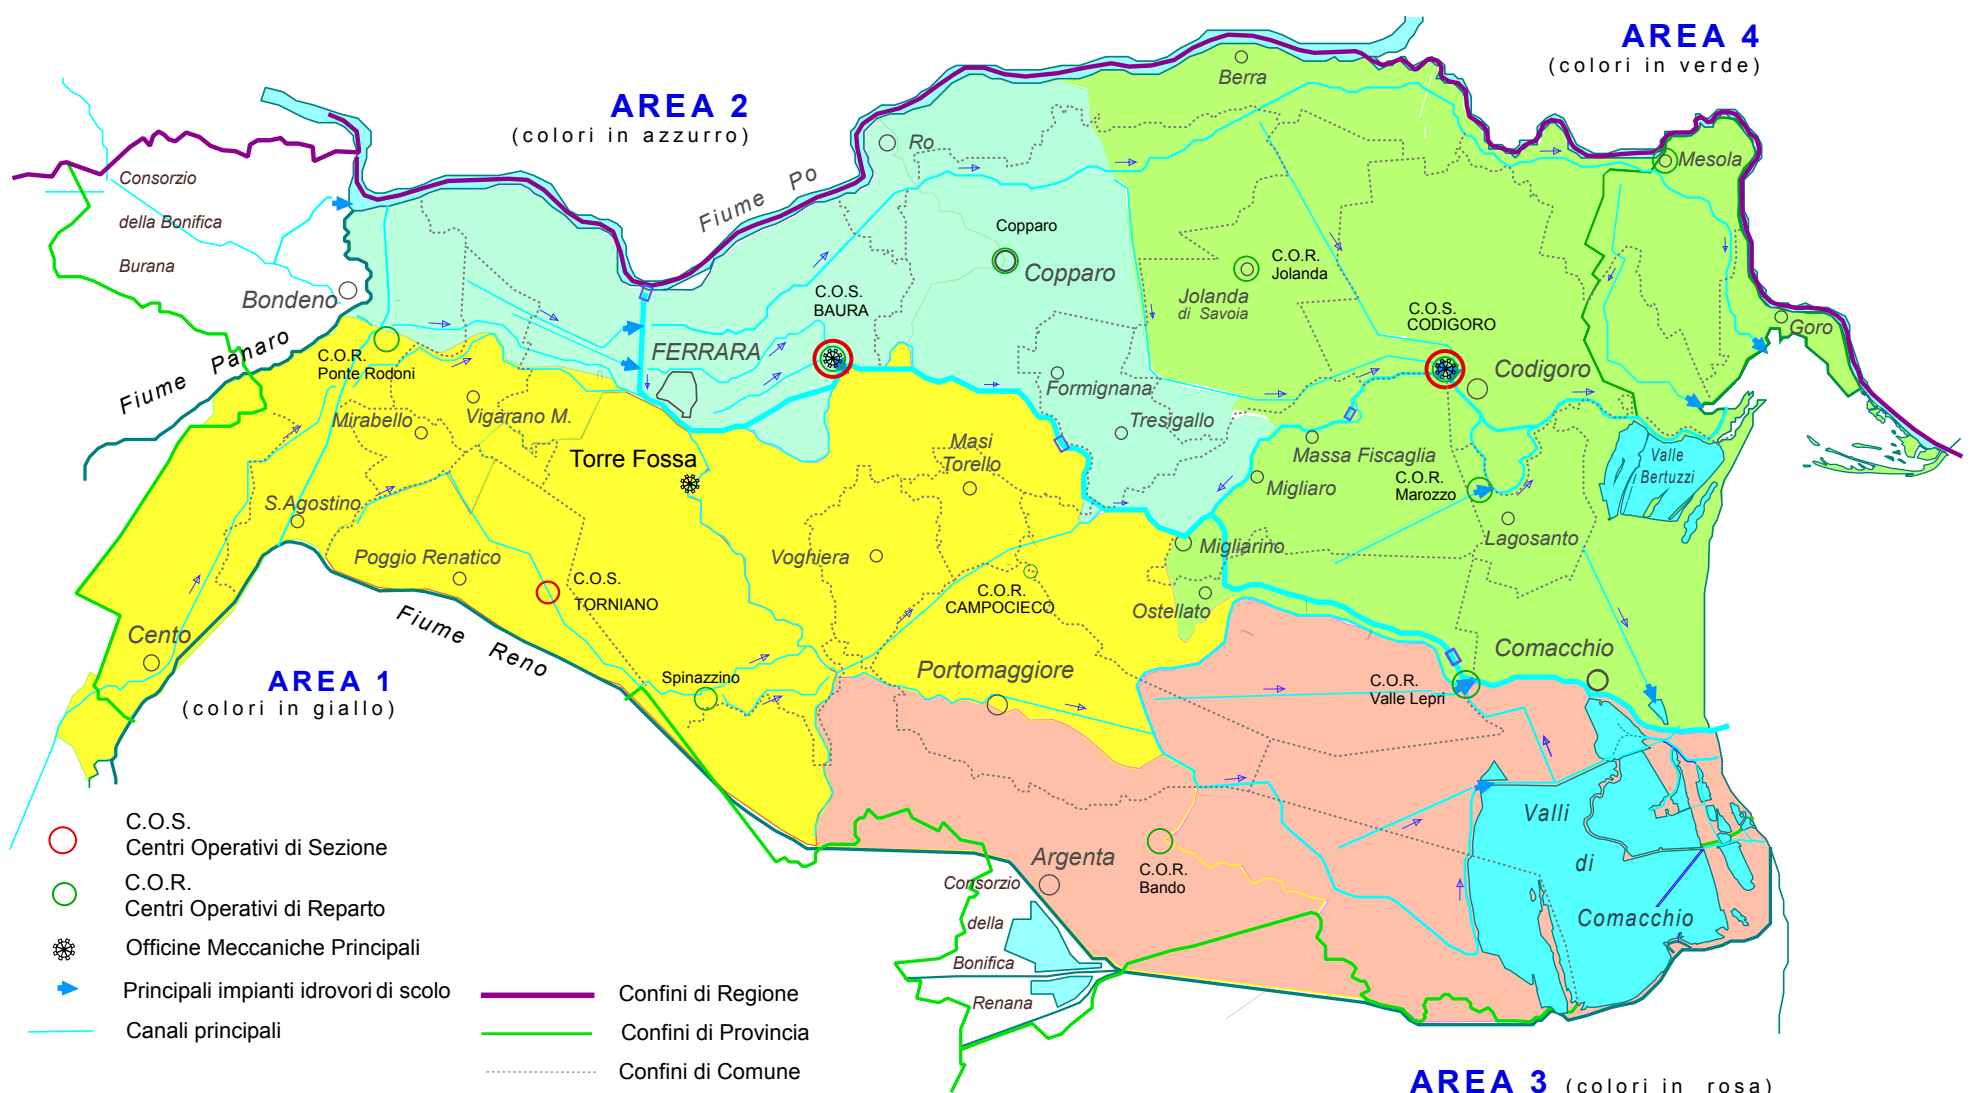 AREA 4
(colori in verde)
AREA 2
(colori in azzurro)
Berra
Ro
Mesola
Consorzio
della Bonifica
Burana
Fiume Po
Copparo
Copparo
C.O.R.
Jolanda
Jolanda
di Savoia
Bondeno
C.O.S.
BAURA
C.O.S.
CODIGORO
Goro
FERRARA
Fiume Panaro
C.O.R.
Ponte Rodoni
Codigoro
Formignana
Mirabello
Vigarano M.
Tresigallo
Masi
Torello
Torre Fossa
Massa Fiscaglia
Valle
Bertuzzi
C.O.R.
Marozzo
Migliaro
S.Agostino
Lagosanto
Poggio Renatico
Voghiera
Migliarino
C.O.S.
TORNIANO
C.O.R.
CAMPOCIECO
Ostellato
Fiume Reno
Cento
Comacchio
AREA 1
(colori in giallo)
Spinazzino
Portomaggiore
C.O.R.
Valle Lepri
Valli
di
Comacchio
Argenta
C.O.R.
Bando
Consorzio
della
Bonifica
Renana
C.O.S.
Centri Operativi di Sezione
C.O.R.
Centri Operativi di Reparto
Officine Meccaniche Principali
Principali impianti idrovori di scolo
Canali principali
Confini di Regione
Confini di Provincia
Confini di Comune
AREA 3 (colori in rosa)